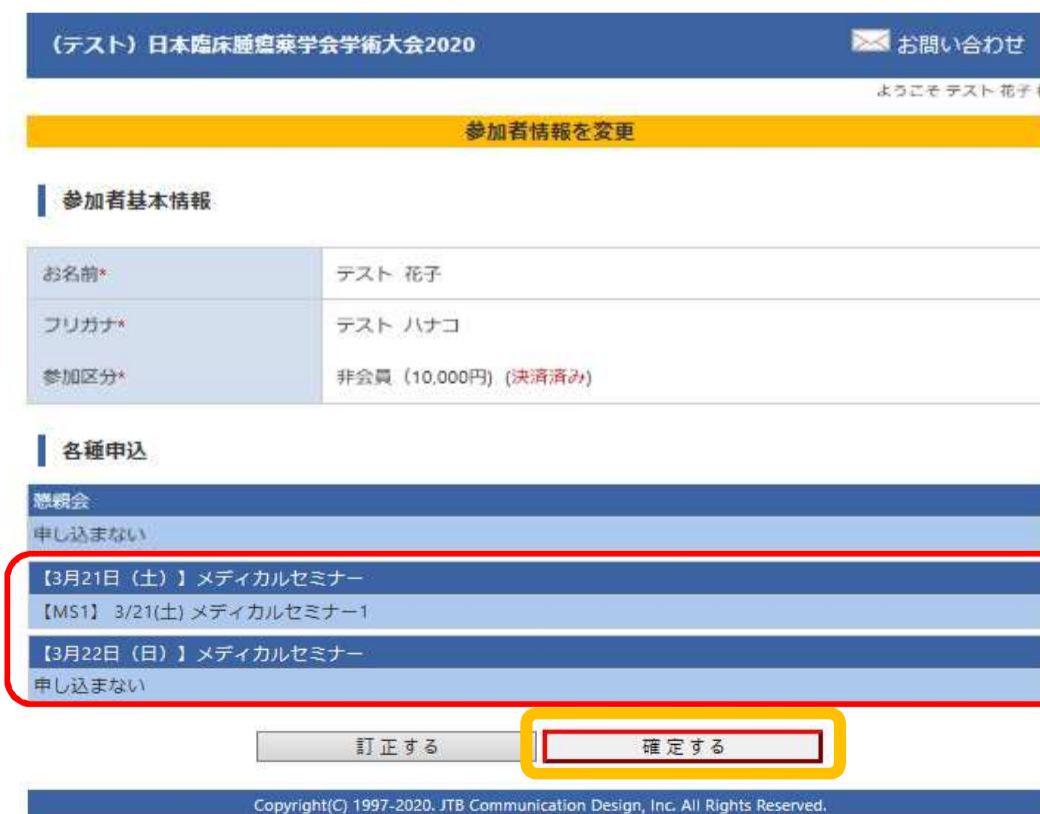 (テスト）日本臨床腫瘍薬学会学術大会2020
お問い合わせ
ようこそ テスト 花子
参加者情報を変更
参加者基本情報
お名前* テスト 花子
フリガナ* テスト ハナコ
参加区分* 非会員（10,000円) (決済済み)
各種申込
懇親会
申し込まない
【3月21日（土）】メディカルセミナー
【MS1】 3/21(土) メディカルセミナー1
【3月22日（日）】メディカルセミナー
申し込まない
訂正する 確定する
Copyright(C) 1997-2020. JTB Communication Design, Inc. All Rights Reserved.